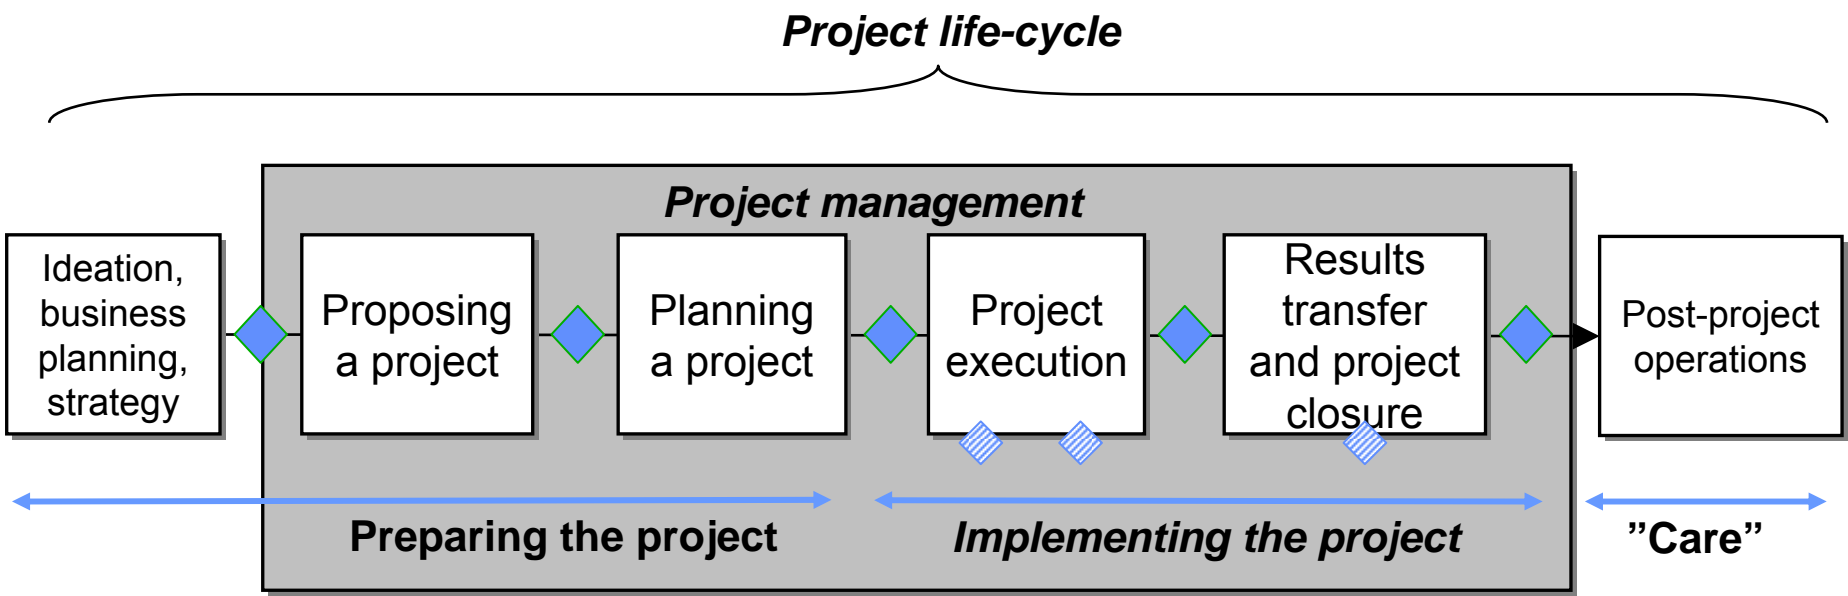 Project life-cycle
Project management
Ideation,
business
planning,
strategy
Proposing
a project
Planning
a project
Project
execution
Results
transfer
and project
closure
Post-project
operations
Preparing the project
Implementing the project
”Care”